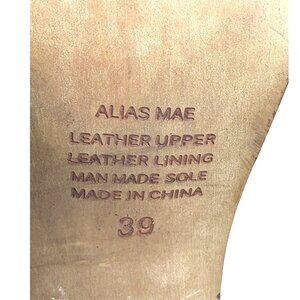 ALIAS MAE
LEATHER UPPER
LEATHER LINING
MAN MADE SOLE
MADE IN CHINA
39